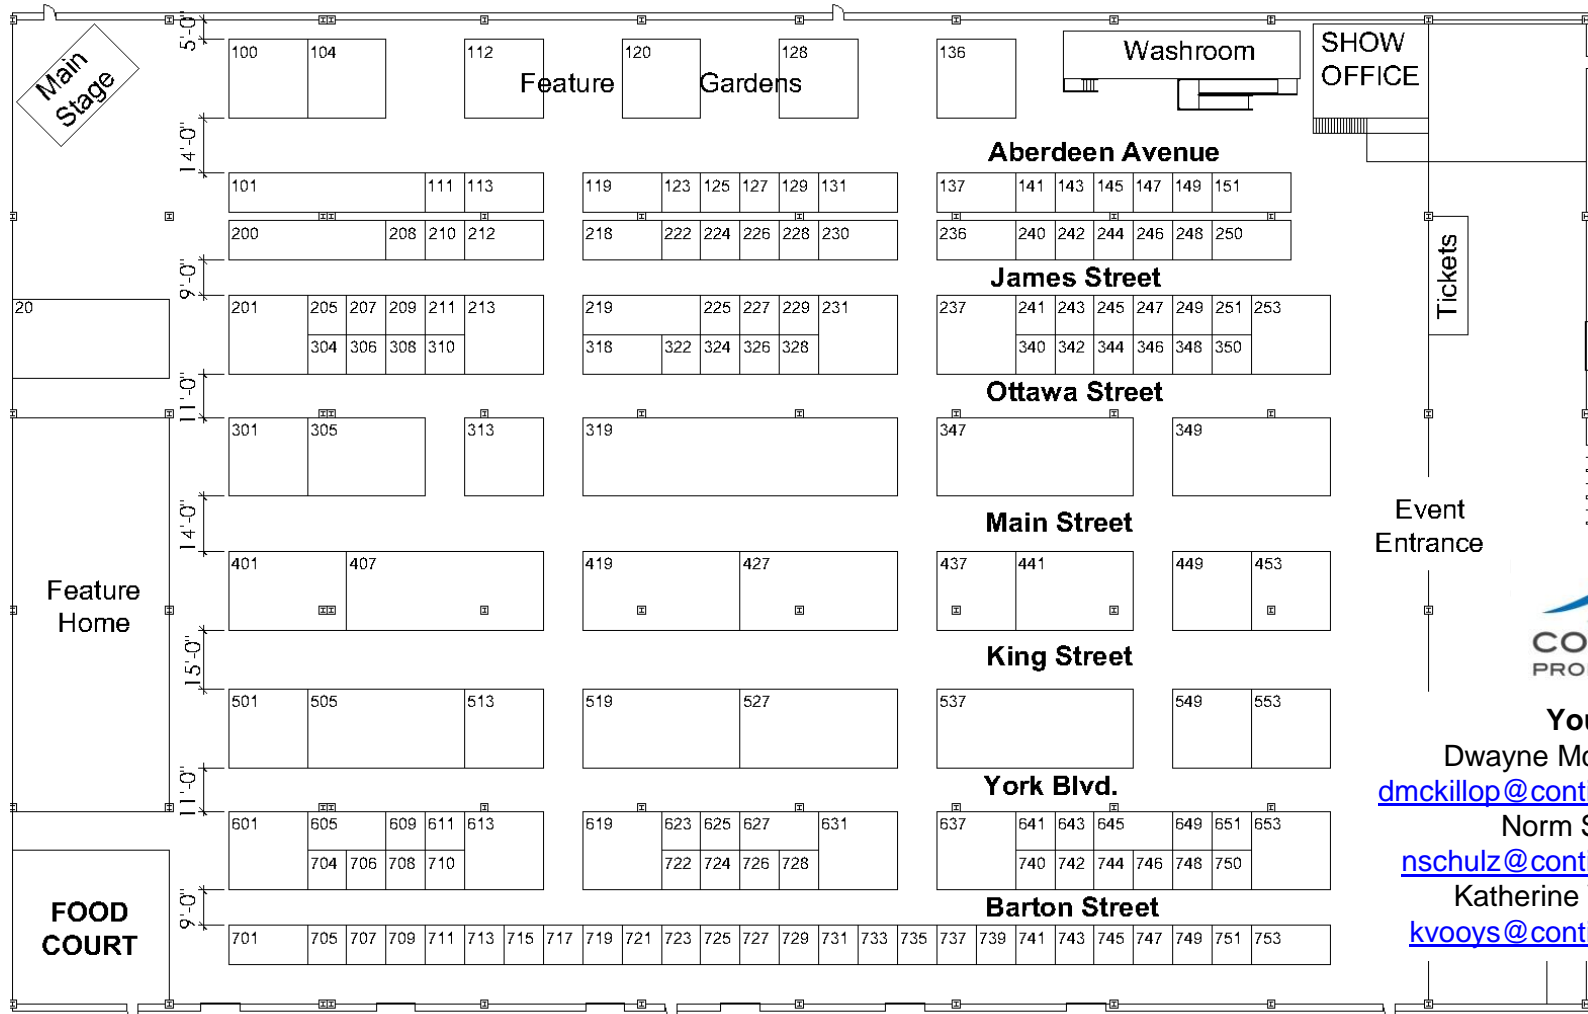 5'-0"
100 104 112 120 128 136
Washroom
SHOW
OFFICE
Main
Stage
Feature Gardens
14'-0"
Aberdeen Avenue
101 111 113 119 123 125 127 129 131 137 141 143 145 147 149 151
200 208 210 212 218 222 224 226 228 230 236 240 242 244 246 248 250
Tickets
9'-0"
James Street
20
201 205 207 209 211 213 219 225 227 229 231 237 241 243 245 247 249 251 253
304 306 308 310 318 322 324 326 328 340 342 344 346 348 350
11'-0"
Ottawa Street
301 305 313 319 347 349
14'-0"
Main Street
Event
Entrance
401 407 419 427 437 441 449 453
Feature
Home
15'-0"
King Street
CO
PRO
501 505 513 519 527 537 549 553
You
Dwayne Mc
11'-0"
York Blvd.
dmckillop@conti
601 605 609 611 613 619 623 625 627 631 637 641 643 645 649 651 653
Norm S
704 706 708 710 722 724 726 728 740 742 744 746 748 750
nschulz@conti
Katherine
9'-0"
Barton Street
FOOD
COURT
701 705 707 709 711 713 715 717 719 721 723 725 727 729 731 733 735 737 739 741 743 745 747 749 751 753
kvooys@conti